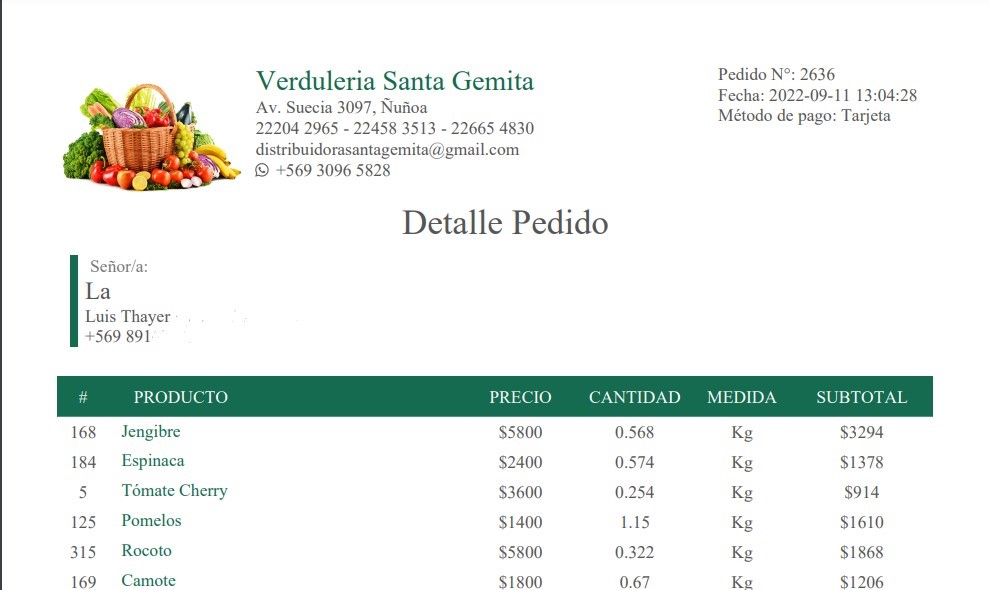 Verduleria Santa Gemita
Av. Suecia 3097, Ñuñoa
22204 2965 - 22458 3513 - 22665 4830
distribuidorasantagemita@gmail.com
+569 3096 5828
Pedido N°: 2636
Fecha: 2022-09-11 13:04:28
Método de pago: Tarjeta
Detalle Pedido
Señor/a:
La
Luis Thayer
+569 891
# PRODUCTO PRECIO CANTIDAD MEDIDA SUBTOTAL
168 Jengibre $5800 0.568 Kg $3294
184 Espinaca $2400 0.574 Kg $1378
5 Tómate Cherry $3600 0.254 Kg $914
125 Pomelos $1400 1.15 Kg $1610
315 Rocoto $5800 0.322 Kg $1868
169 Camote $1800 0.67 Kg $1206